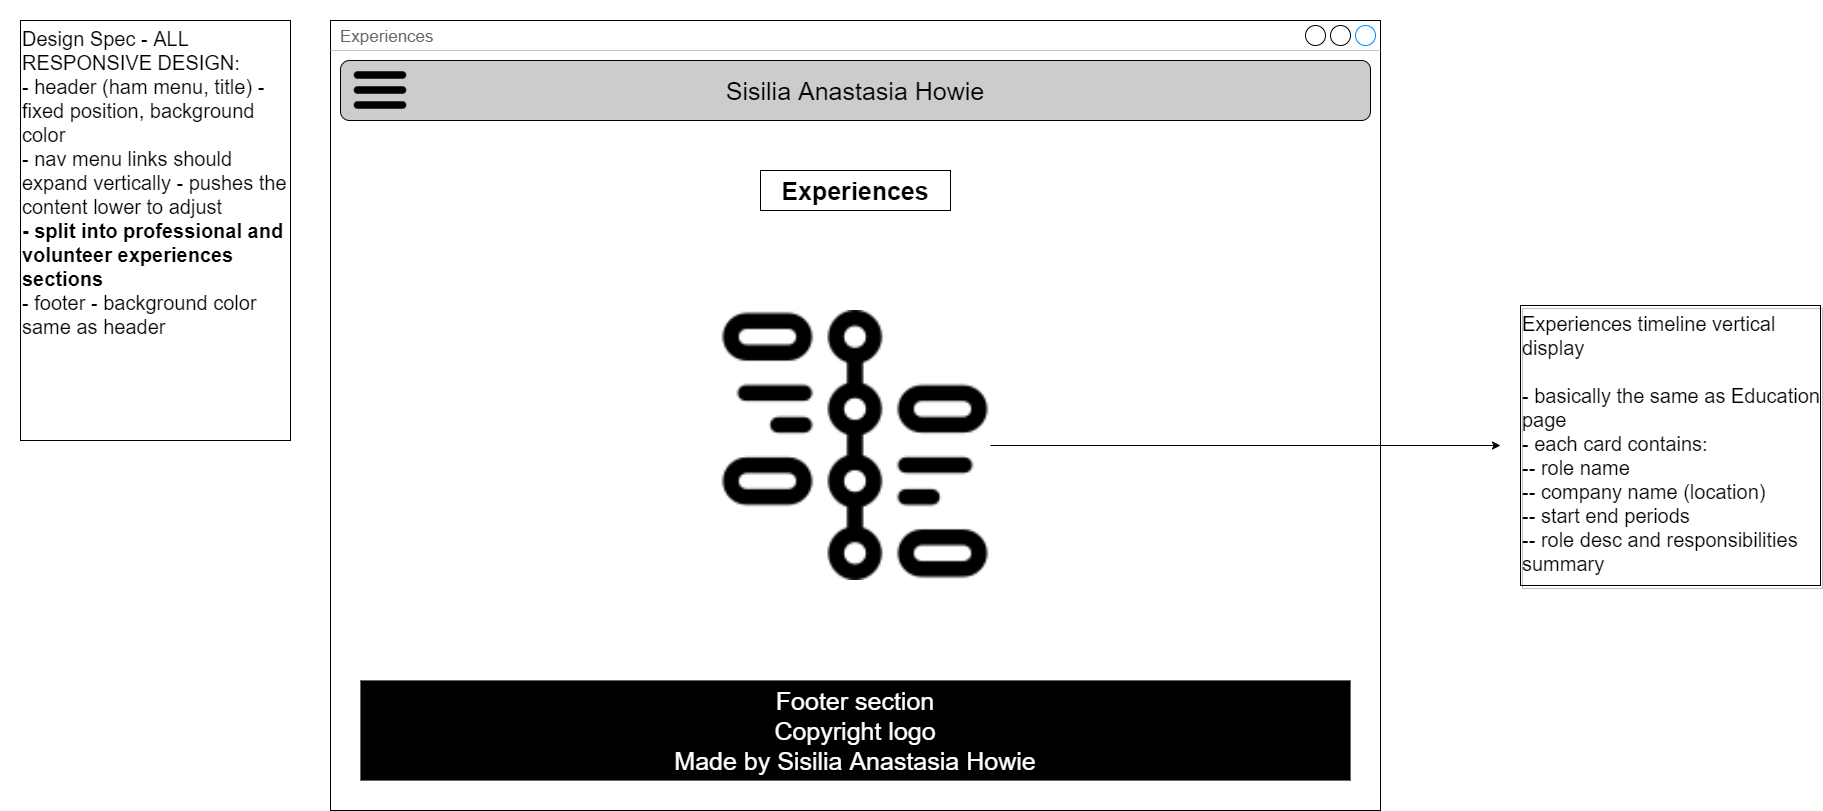 Design Spec - ALL
RESPONSIVE DESIGN:
- header (ham menu, title) -
fixed position, background
color
- nav menu links should
expand vertically - pushes the
content lower to adjust
- split into professional and
volunteer experiences
sections
- footer - background color
same as header
Experiences
Sisilia Anastasia Howie
Experiences
Footer section
Copyright logo
Made by Sisilia Anastasia Howie
Experiences timeline vertical
display
- basically the same as Education
page
- each card contains:
-- role name
-- company name (location)
-- start end periods
-- role desc and responsibilities
summary